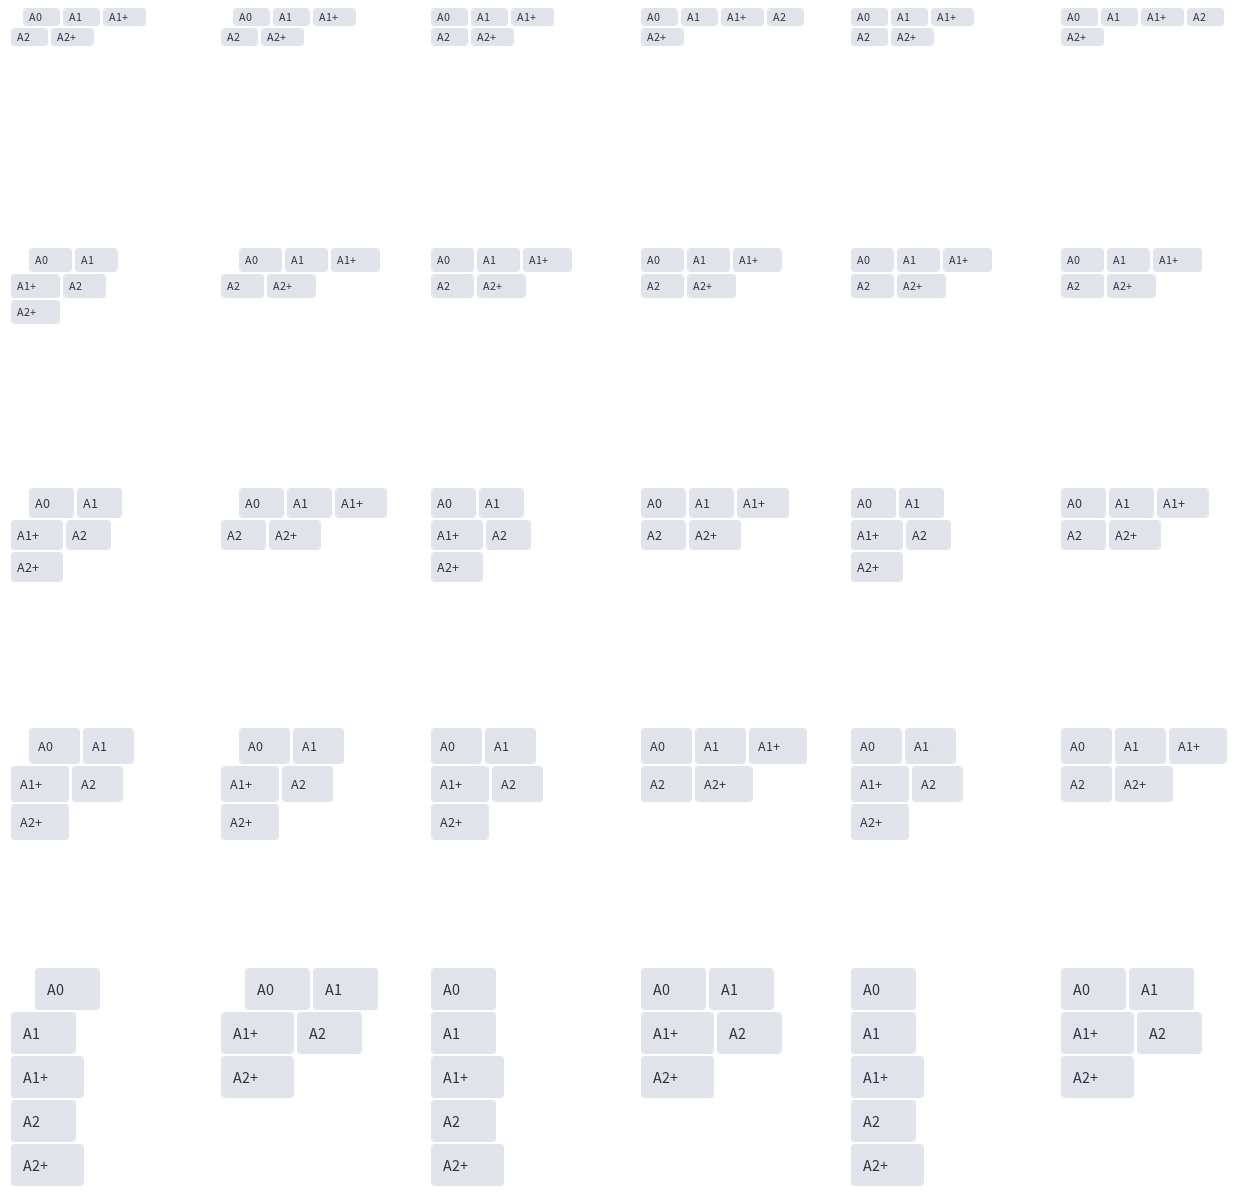 A0 A1 A1+ A0 A1 A1+ A0 A1 A1+ A0 A1 A1+ A2 A0 A1 A1+ A0 A1 A1+ A2
A2 A2+ A2 A2+ A2 A2+ A2+ A2 A2+ A2+
A0 A1 A0 A1 A1+ A0 A1 A1+ A0 A1 A1+ A0 A1 A1+ A0 A1 A1+
A1+ A2 A2 A2+ A2 A2+ A2 A2+ A2 A2+ A2 A2+
A2+
A0 A1 A0 A1 A1+ A0 A1 A0 A1 A1+ A0 A1 A0 A1 A1+
A1+ A2 A2 A2+ A1+ A2 A2 A2+ A1+ A2 A2 A2+
A2+ A2+ A2+
A0 A1 A0 A1 A0 A1 A0 A1 A1+ A0 A1 A0 A1 A1+
A1+ A2 A1+ A2 A1+ A2 A2 A2+ A1+ A2 A2 A2+
A2+ A2+ A2+ A2+
A0 A0 A1 A0 A0 A1 A0 A0 A1
A1 A1+ A2 A1 A1+ A2 A1 A1+ A2
A1+ A2+ A1+ A2+ A1+ A2+
A2 A2 A2
A2+ A2+ A2+